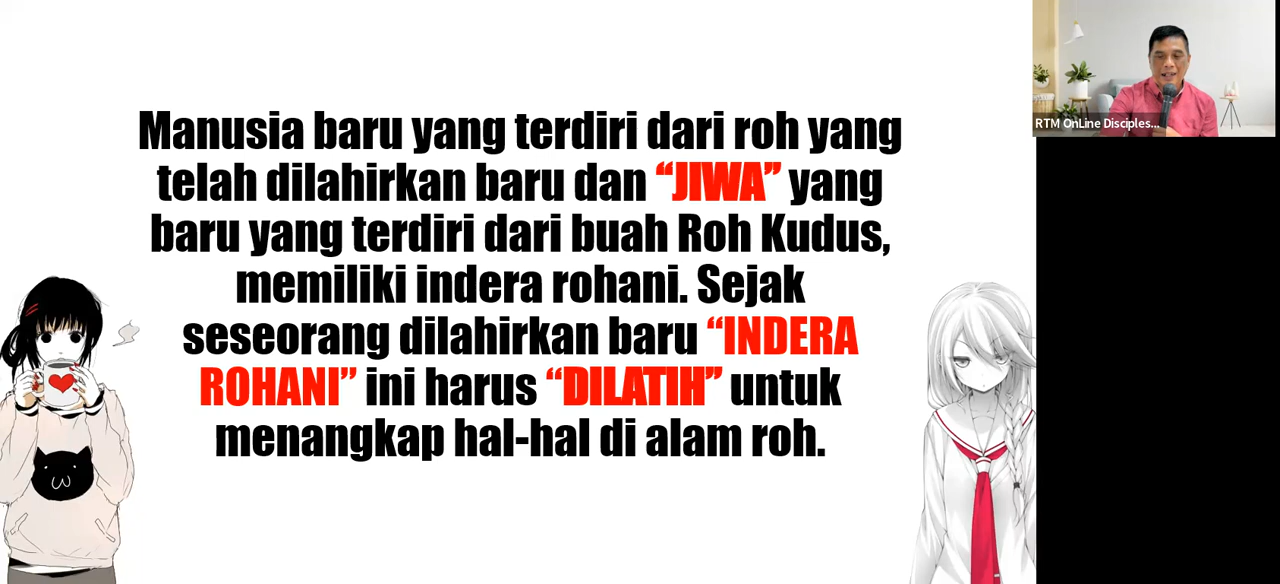 Manusia baru yang terdiri dari roh yang
telah dilahirkan baru dan “JIWA” yang
baru yang terdiri dari buah Roh Kudus,
memiliki indera rohani. Sejak
seseorang dilahirkan baru “INDERA
ROHANI” ini harus “DILATIH” untuk
menangkap hal-hal di alam roh.
RTM OnLine Disciples...